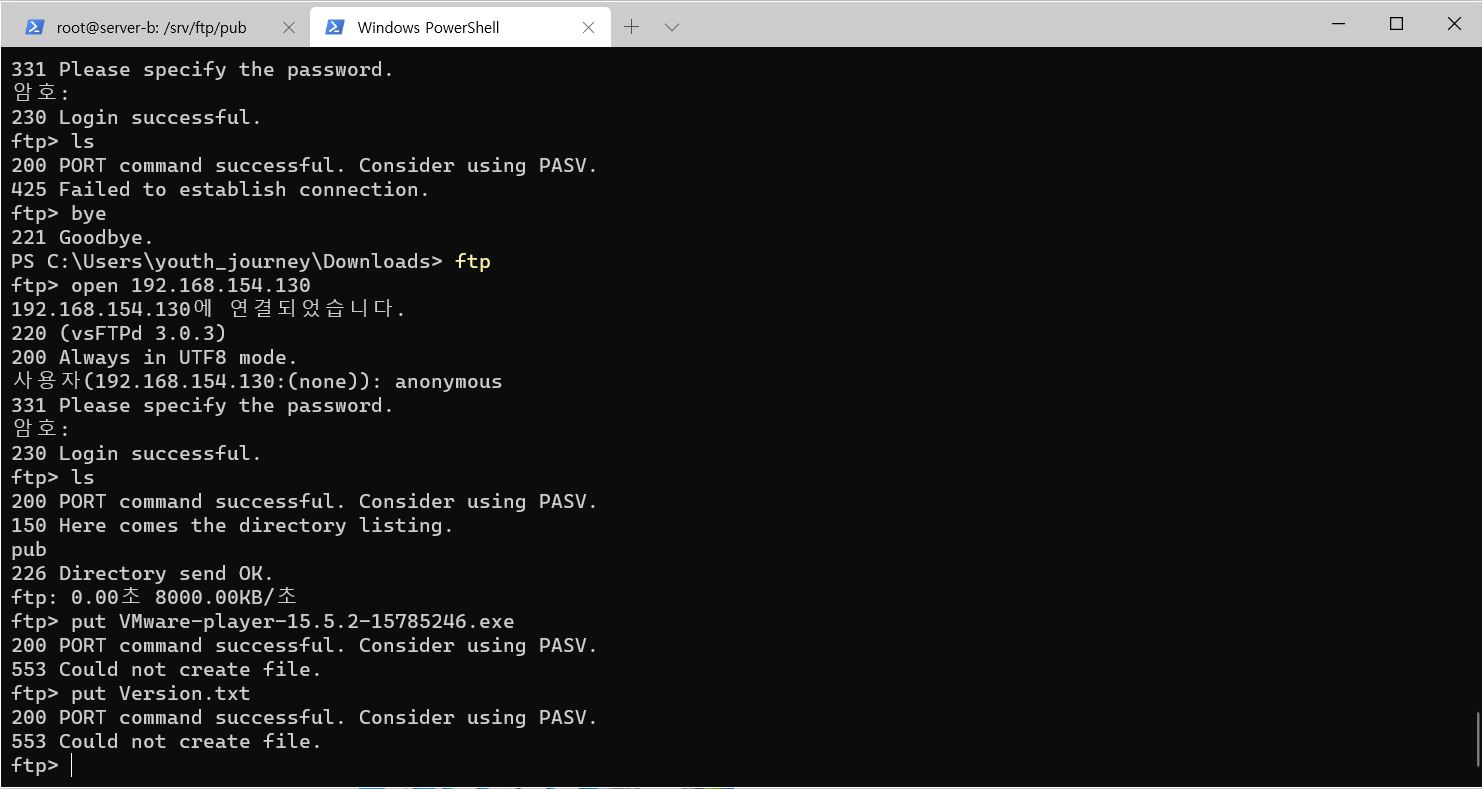 root@server-b: /srv/ftp/pub
Windows PowerShell
331 Please specify the password.
암호:
230 Login successful.
ftp> ls
200 PORT command successful. Consider using PASV.
425 Failed to establish connection.
ftp> bye
221 Goodbye.
PS C:\Users\youth_journey\Downloads> ftp
ftp> open 192.168.154.130
192.168.154.130에 연결되었습니다.
220 (vsFTPd 3.0.3)
200 Always in UTF8 mode.
사용자(192.168.154.130:(none)): anonymous
331 Please specify the password.
암호:
230 Login successful.
ftp> ls
200 PORT command successful. Consider using PASV.
150 Here comes the directory listing.
pub
226 Directory send OK.
ftp: 0.00초 8000.00KB/초
ftp> put VMware-player-15.5.2-15785246.exe
200 PORT command successful. Consider using PASV.
553 Could not create file.
ftp> put Version.txt
200 PORT command successful. Consider using PASV.
553 Could not create file.
ftp>